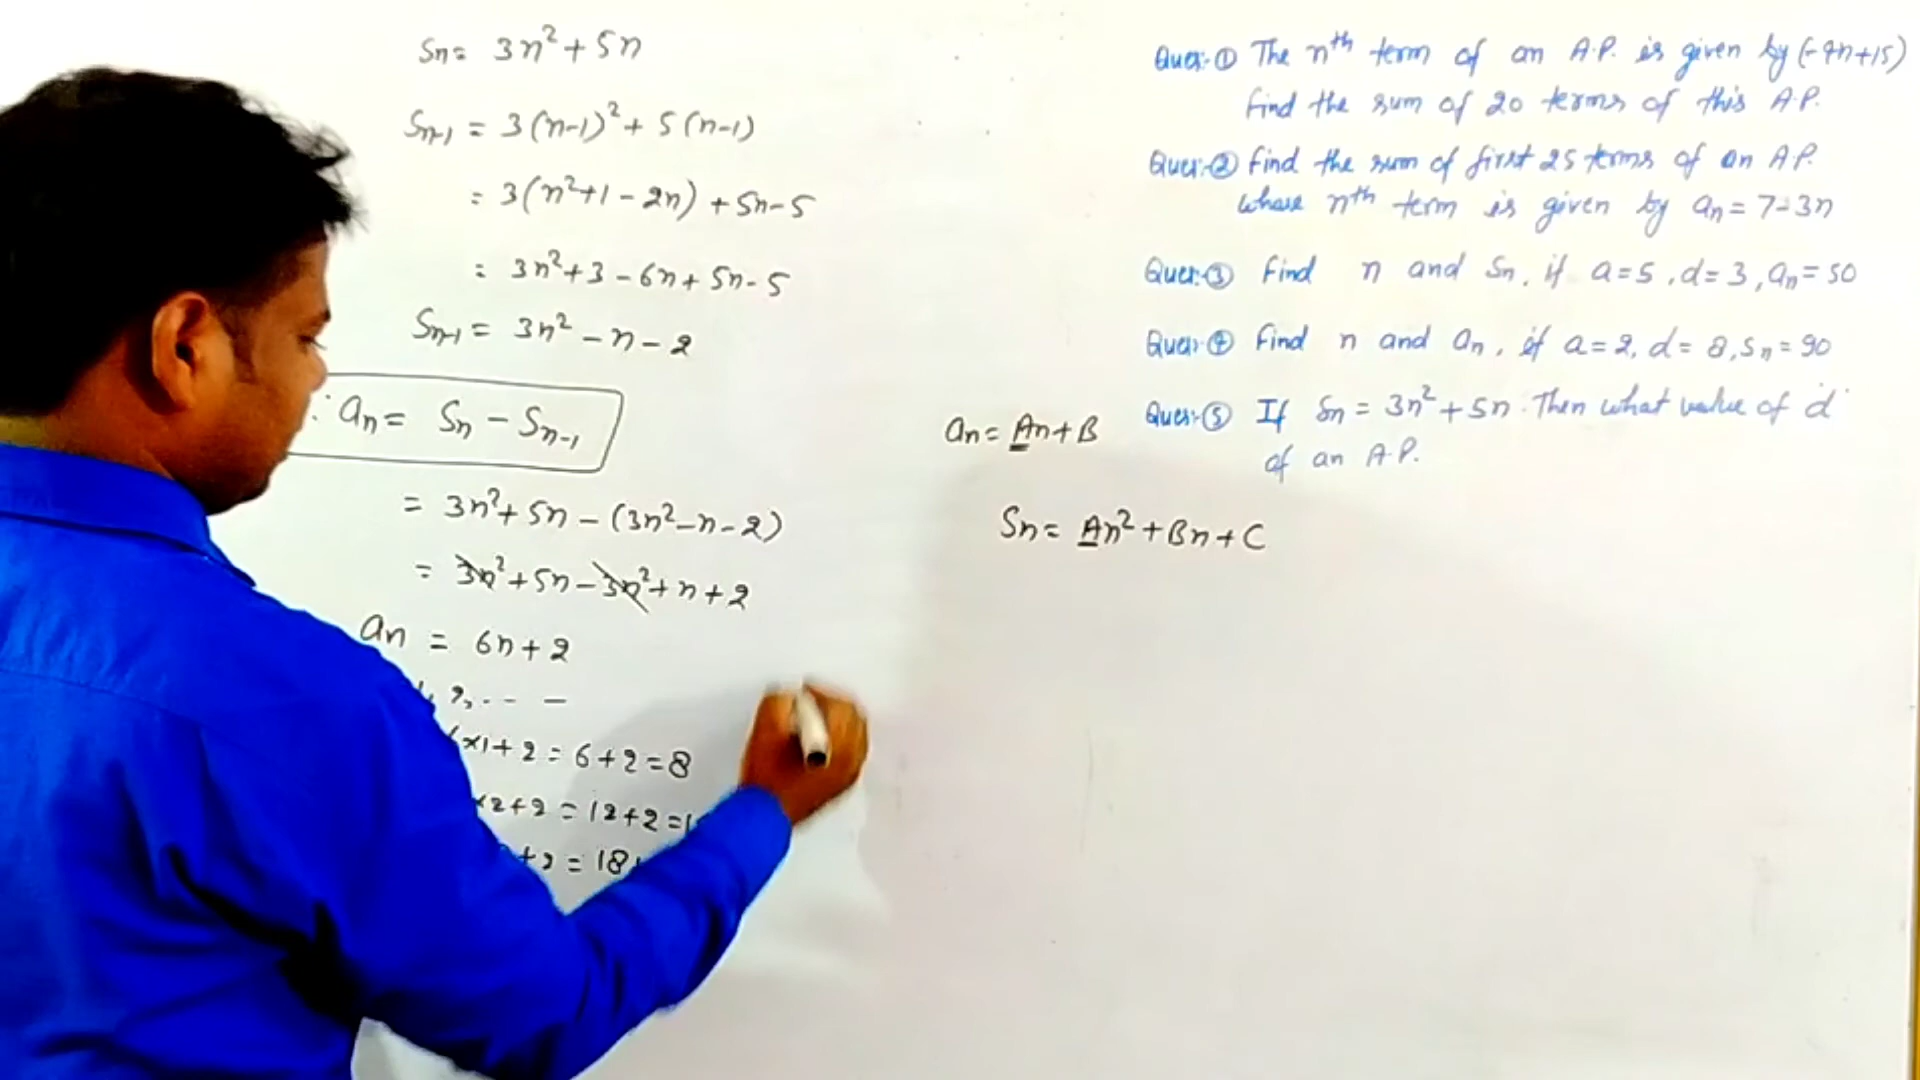 Sn = 3n² + 5n
Sn-1 = 3(n-1)² + 5(n-1)
= 3(n²+1-2n) + 5n-5
= 3n²+3-6n+5n-5
Sn-1 = 3n² - n - 2
∵ an = Sn - Sn-1
= 3n²+5n-(3n²-n-2)
= 3n²+5n-3n²+n+2
an = 6n+2
2, - - -
×1+2 = 6+2 = 8
×2+2 = 12+2 =
+2 = 18
an = An+B
Sn = An²+Bn+C
Ques:-① The nth term of an A.P. is given by (-4n+15)
Find the sum of 20 terms of this A.P.
Ques:-② Find the sum of first 25 terms of an A.P.
whose nth term is given by an = 7-3n
Ques:-③ Find n and Sn, if a=5, d=3, an=50
Ques:④ Find n and an, if a=2, d=8, Sn=90
Ques:-⑤ If Sn = 3n²+5n. Then what value of 'd'
of an A.P.